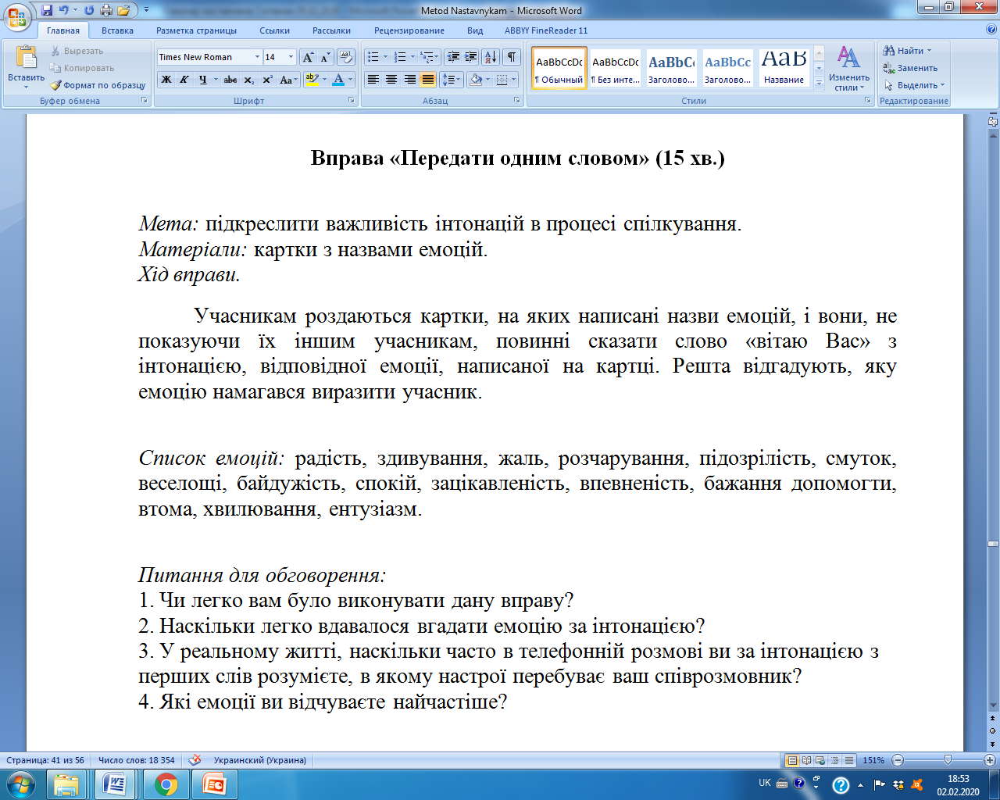 Metod Nastavnykam - Microsoft Word
Главная Вставка Разметка страницы Ссылки Рассылки Рецензирование Вид ABBYY FineReader 11
Вставить
Вырезать
Копировать
Формат по образцу
Буфер обмена
Times New Roman 14
Ж К Ч abc x₂ x² Aa
Шрифт
Абзац
AaBbCcDc AaBbCcDc AaBbC AaBbCc AaB
¶ Обычный ¶ Без инте... Заголово... Заголово... Название
Изменить стили
Стили
Найти
Заменить
Выделить
Редактирование
Вправа «Передати одним словом» (15 хв.)
Мета: підкреслити важливість інтонацій в процесі спілкування.
Матеріали: картки з назвами емоцій.
Хід вправи.
Учасникам роздаються картки, на яких написані назви емоцій, і вони, не
показуючи їх іншим учасникам, повинні сказати слово «вітаю Вас» з
інтонацією, відповідної емоції, написаної на картці. Решта відгадують, яку
емоцію намагався виразити учасник.
Список емоцій: радість, здивування, жаль, розчарування, підозрілість, смуток,
веселощі, байдужість, спокій, зацікавленість, впевненість, бажання допомогти,
втома, хвилювання, ентузіазм.
Питання для обговорення:
1. Чи легко вам було виконувати дану вправу?
2. Наскільки легко вдавалося вгадати емоцію за інтонацією?
3. У реальному житті, наскільки часто в телефонній розмові ви за інтонацією з
перших слів розумієте, в якому настрої перебуває ваш співрозмовник?
4. Які емоції ви відчуваєте найчастіше?
Страница: 41 из 56 Число слов: 18 354 Украинский (Украина) 151%
UK 18:53
02.02.2020